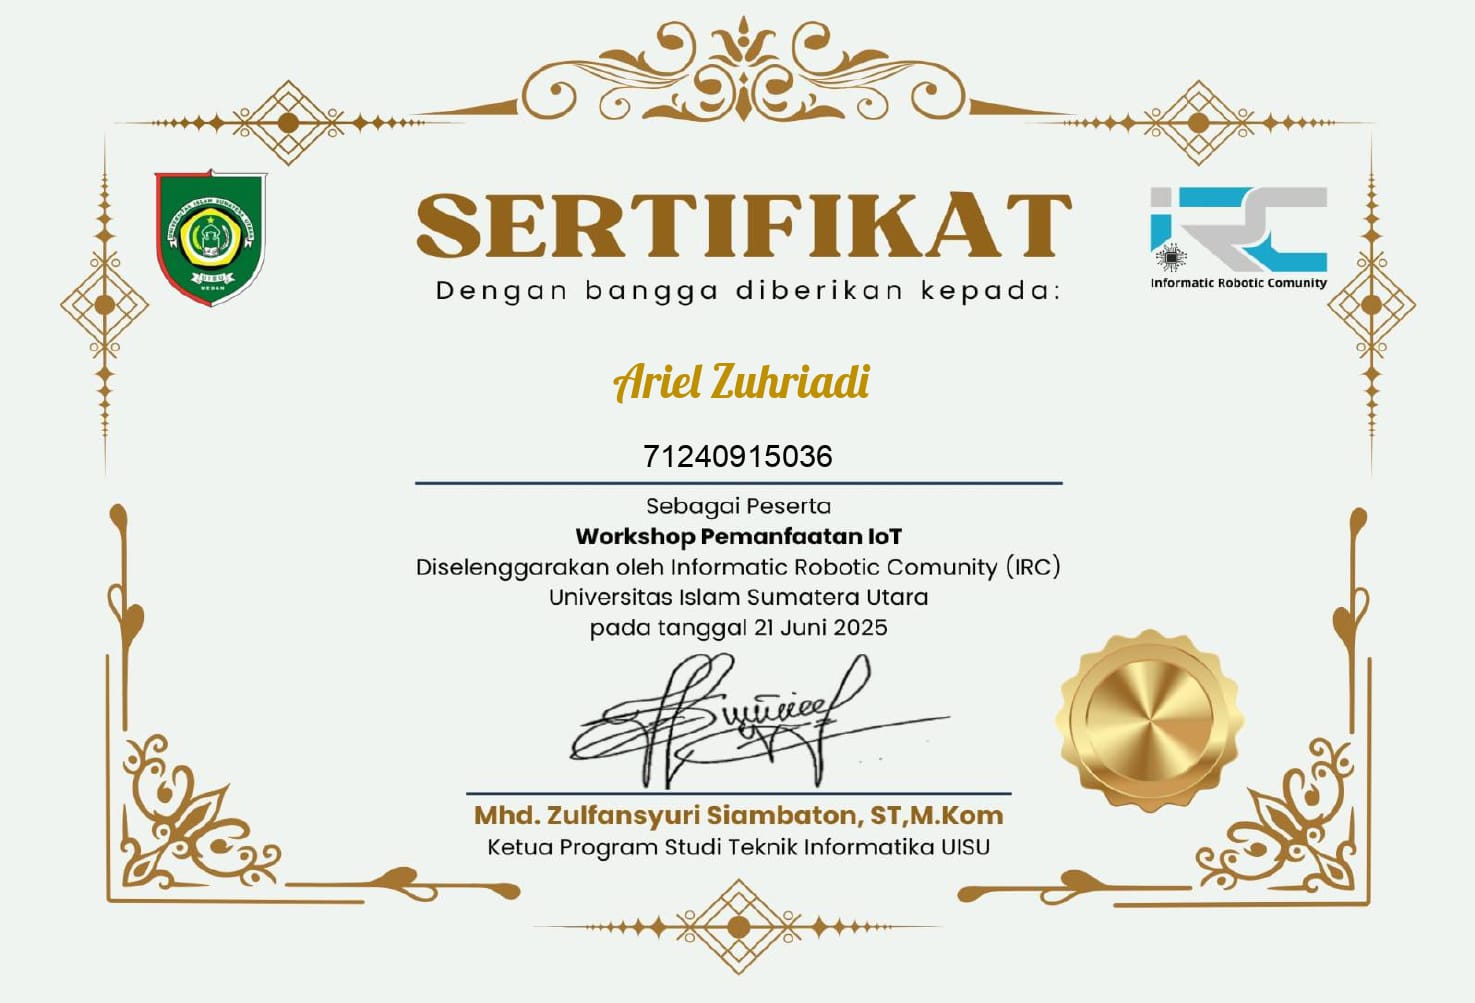 SERTIFIKAT
Dengan bangga diberikan kepada:
UNIVERSITAS ISLAM SUMATERA UTARA
UISU
MEDAN
IRC
Informatic Robotic Comunity
Ariel Zuhriadi
71240915036
Sebagai Peserta
Workshop Pemanfaatan IoT
Diselenggarakan oleh Informatic Robotic Comunity (IRC)
Universitas Islam Sumatera Utara
pada tanggal 21 Juni 2025
Mhd. Zulfansyuri Siambaton, ST,M.Kom
Ketua Program Studi Teknik Informatika UISU